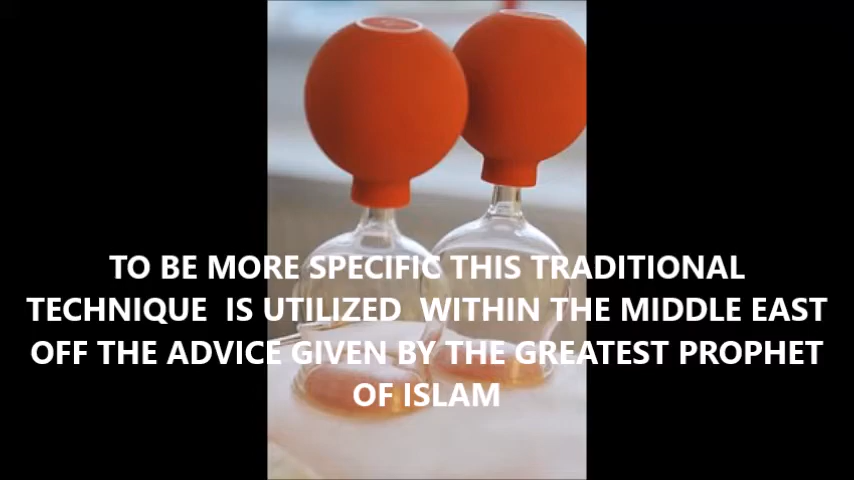 TO BE MORE SPECIFIC THIS TRADITIONAL
TECHNIQUE IS UTILIZED WITHIN THE MIDDLE EAST
OFF THE ADVICE GIVEN BY THE GREATEST PROPHET
OF ISLAM